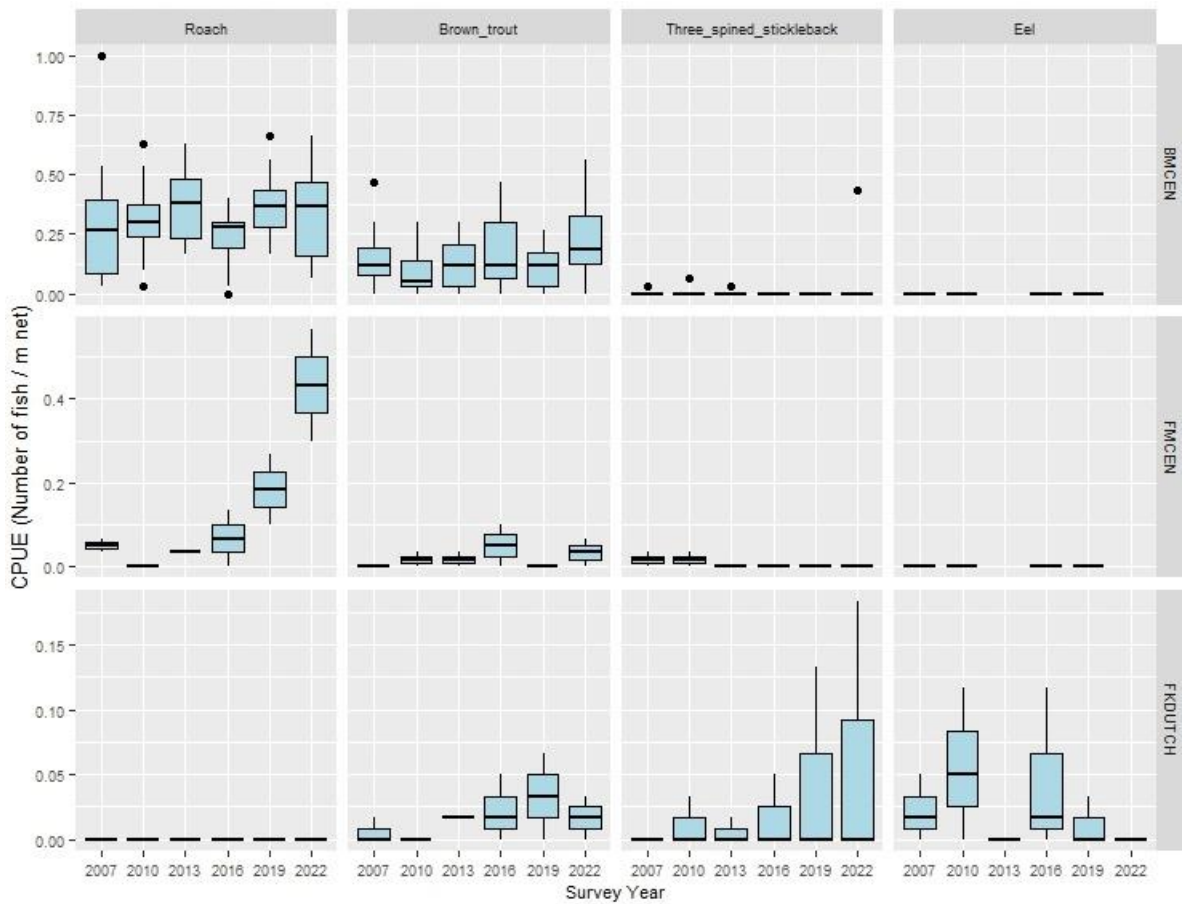 Roach Brown_trout Three_spined_stickleback Eel
1.00
0.75
0.50
0.25
0.00
BMCEN
0.4
0.2
0.0
FMCEN
0.15
0.10
0.05
0.00
FKDUTCH
CPUE (Number of fish / m net)
2007 2010 2013 2016 2019 2022 2007 2010 2013 2016 2019 2022 2007 2010 2013 2016 2019 2022 2007 2010 2013 2016 2019 2022
Survey Year